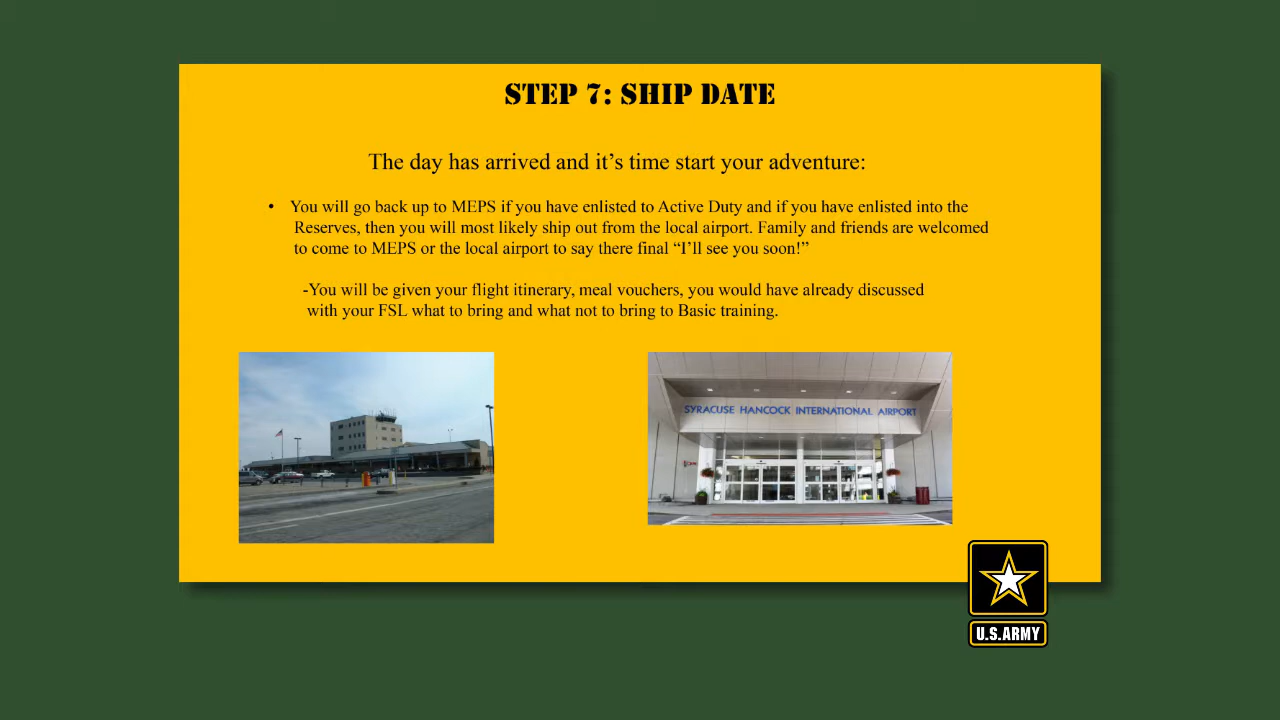 STEP 7: SHIP DATE
The day has arrived and it's time start your adventure:
• You will go back up to MEPS if you have enlisted to Active Duty and if you have enlisted into the
Reserves, then you will most likely ship out from the local airport. Family and friends are welcomed
to come to MEPS or the local airport to say there final “I'll see you soon!”
-You will be given your flight itinerary, meal vouchers, you would have already discussed
with your FSL what to bring and what not to bring to Basic training.
SYRACUSE HANCOCK INTERNATIONAL AIRPORT
U.S.ARMY